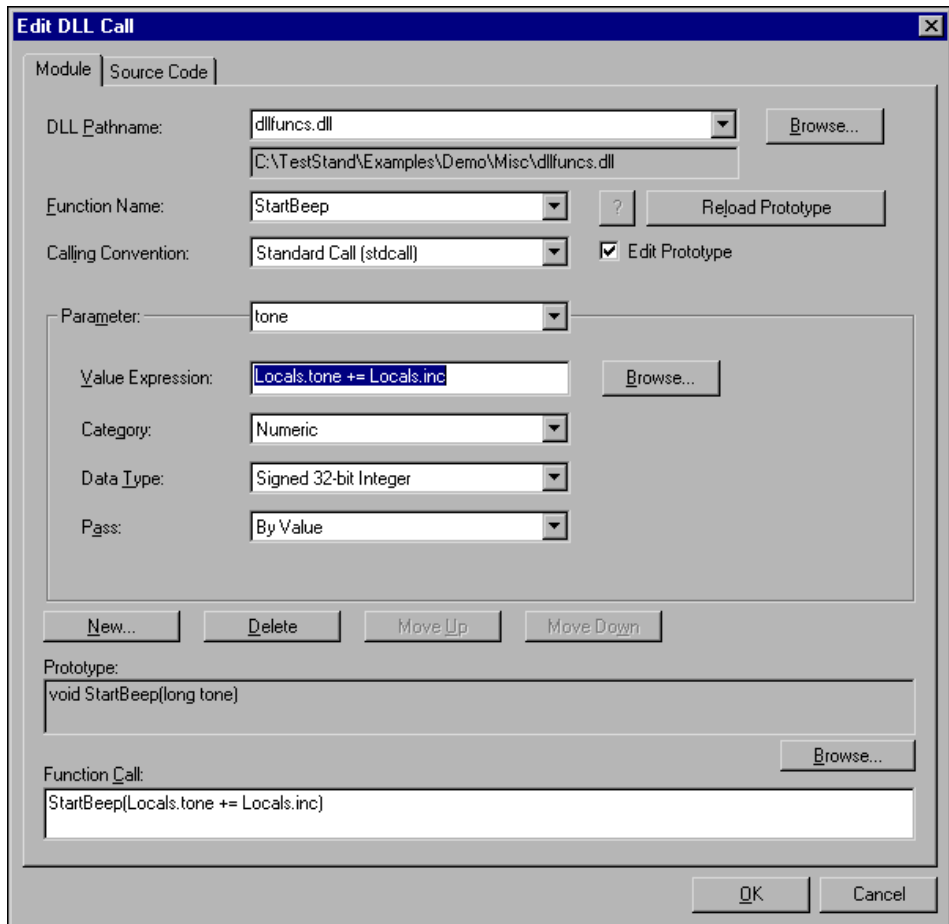 Edit DLL Call
Module Source Code
DLL Pathname: dllfuncs.dll Browse...
C:\TestStand\Examples\Demo\Misc\dllfuncs.dll
Function Name: StartBeep ? Reload Prototype
Calling Convention: Standard Call (stdcall) Edit Prototype
Parameter: tone
Value Expression: Locals.tone += Locals.inc Browse...
Category: Numeric
Data Type: Signed 32-bit Integer
Pass: By Value
New... Delete Move Up Move Down
Prototype:
void StartBeep(long tone)
Browse...
Function Call:
StartBeep(Locals.tone += Locals.inc)
OK Cancel